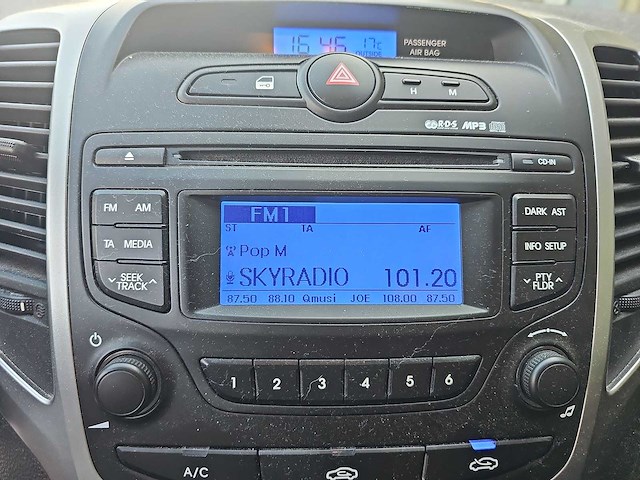 16:46 17°C
OUTSIDE
PASSENGER
AIR BAG
H M
R·D·S MP3
CD-IN
FM AM
TA MEDIA
SEEK
TRACK
FM1
ST TA AF
Pop M
SKYRADIO 101.20
87.50 88.10 Qmusi JOE 108.00 87.50
DARK AST
INFO SETUP
PTY
FLDR
1 2 3 4 5 6
A/C